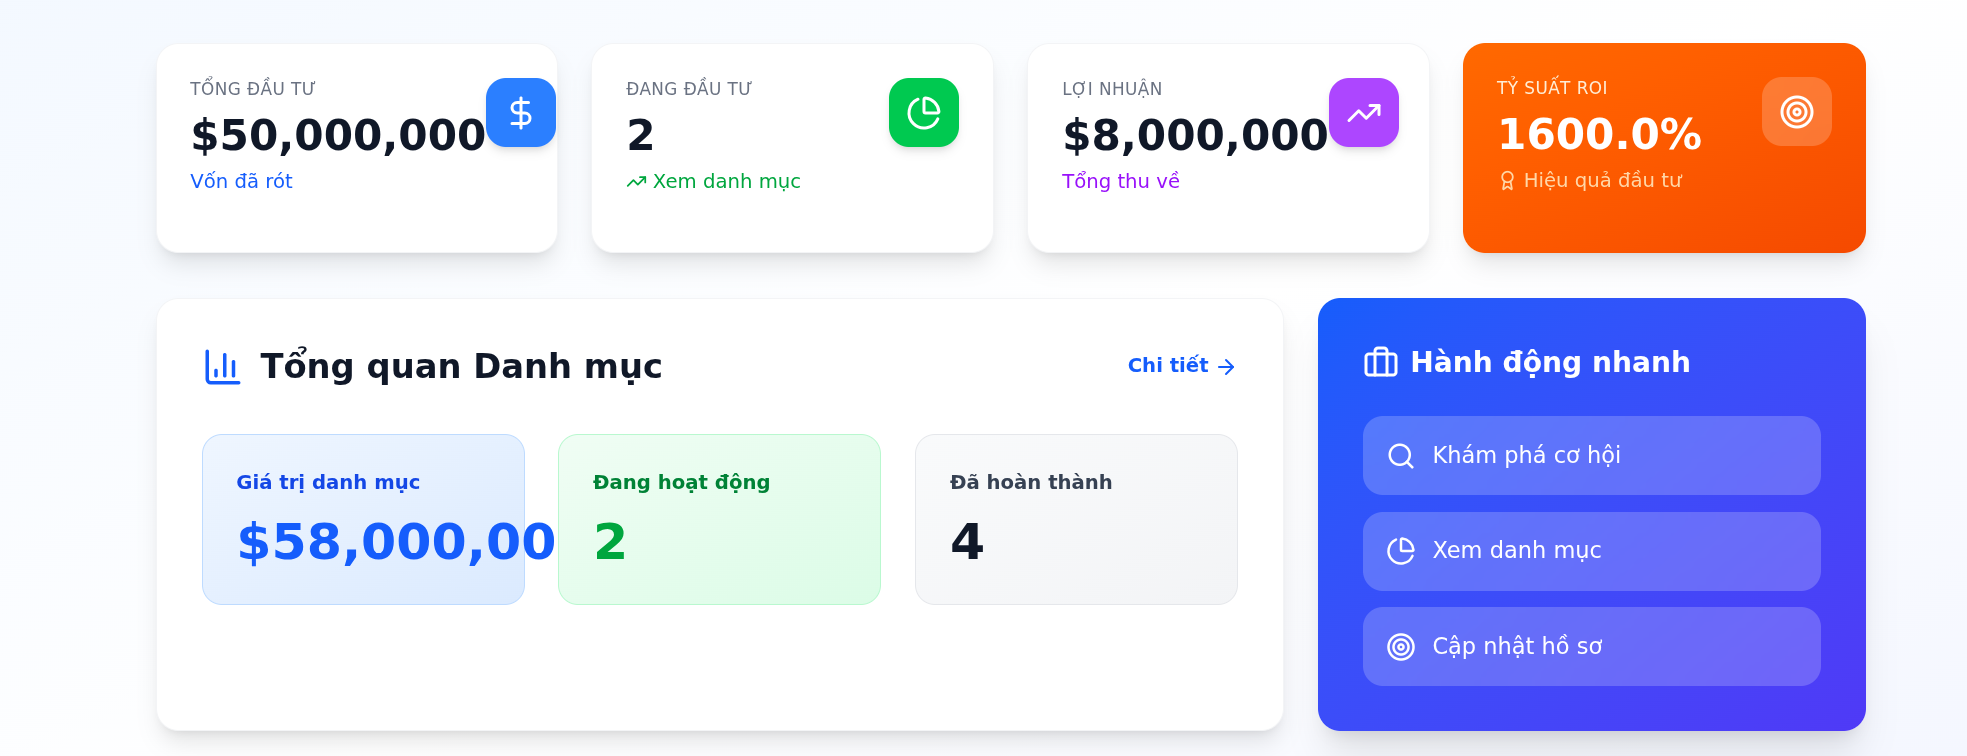 TỔNG ĐẦU TƯ
$50,000,000
Vốn đã rót
ĐANG ĐẦU TƯ
2
Xem danh mục
LỢI NHUẬN
$8,000,000
Tổng thu về
TỶ SUẤT ROI
1600.0%
Hiệu quả đầu tư
Tổng quan Danh mục
Chi tiết
Giá trị danh mục
$58,000,00
Đang hoạt động
2
Đã hoàn thành
4
Hành động nhanh
Khám phá cơ hội
Xem danh mục
Cập nhật hồ sơ